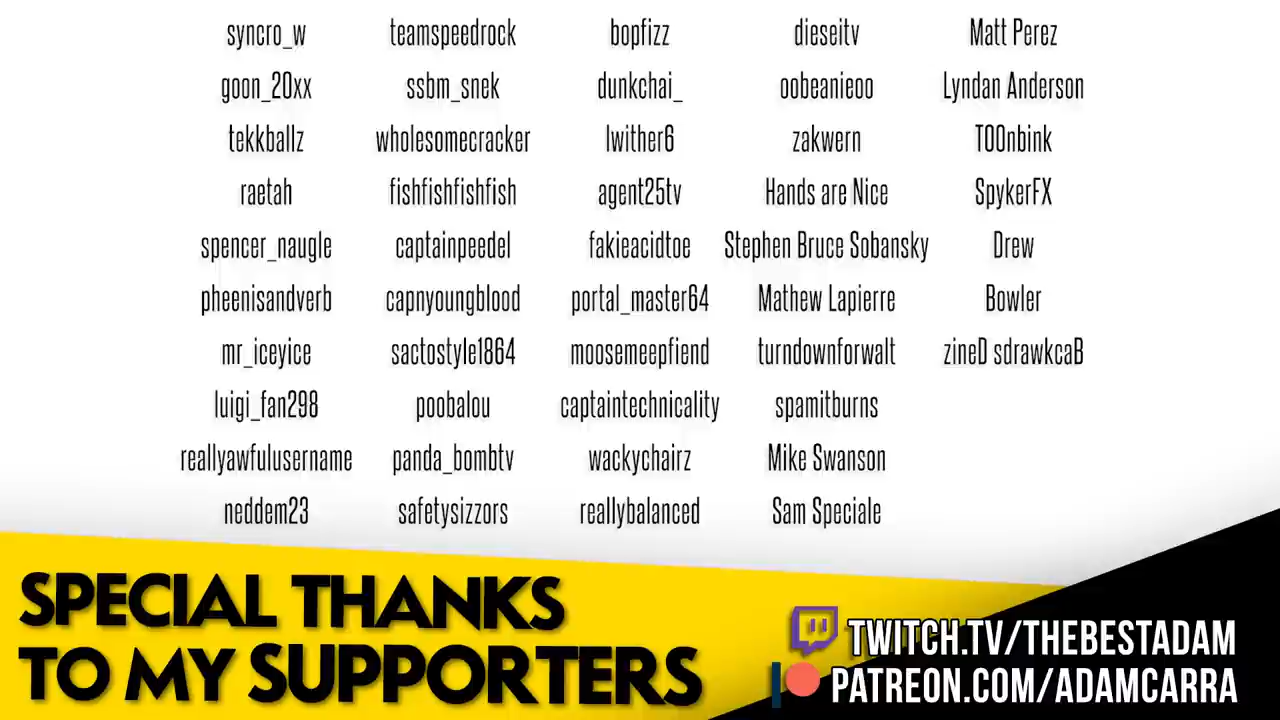 syncro_w teamspeedrock bopfizz dieseitv Matt Perez
goon_20xx ssbm_snek dunkchai_ oobeanieoo Lyndan Anderson
tekkballz wholesomecracker lwither6 zakwern TOOnbink
raetah fishfishfishfish agent25tv Hands are Nice SpykerFX
spencer_naugle captainpeedel fakieacidtoe Stephen Bruce Sobansky Drew
pheenisandverb capnyoungblood portal_master64 Mathew Lapierre Bowler
mr_iceyice sactostyle1864 moosemeepfiend turndownforwalt zineD sdrawkcaB
luigi_fan298 poobalou captaintechnicality spamitburns
reallyawfulusername panda_bombtv wackychairz Mike Swanson
neddem23 safetysizzors reallybalanced Sam Speciale
SPECIAL THANKS
TO MY SUPPORTERS
TWITCH.TV/THEBESTADAM
PATREON.COM/ADAMCARRA